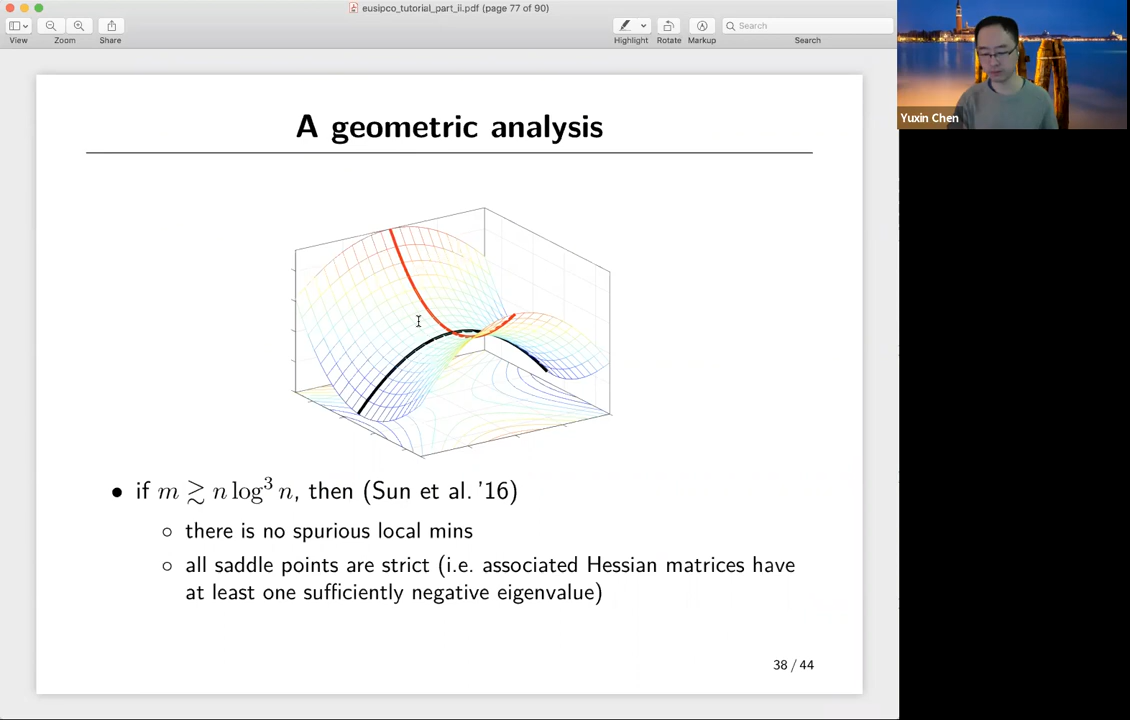 eusipco_tutorial_part_ii.pdf (page 77 of 90)
View
Zoom
Share
Highlight
Rotate
Markup
Search
Search
Yuxin Chen
A geometric analysis
• if m ≳ n log³ n, then (Sun et al. '16)
○ there is no spurious local mins
○ all saddle points are strict (i.e. associated Hessian matrices have
at least one sufficiently negative eigenvalue)
38 / 44